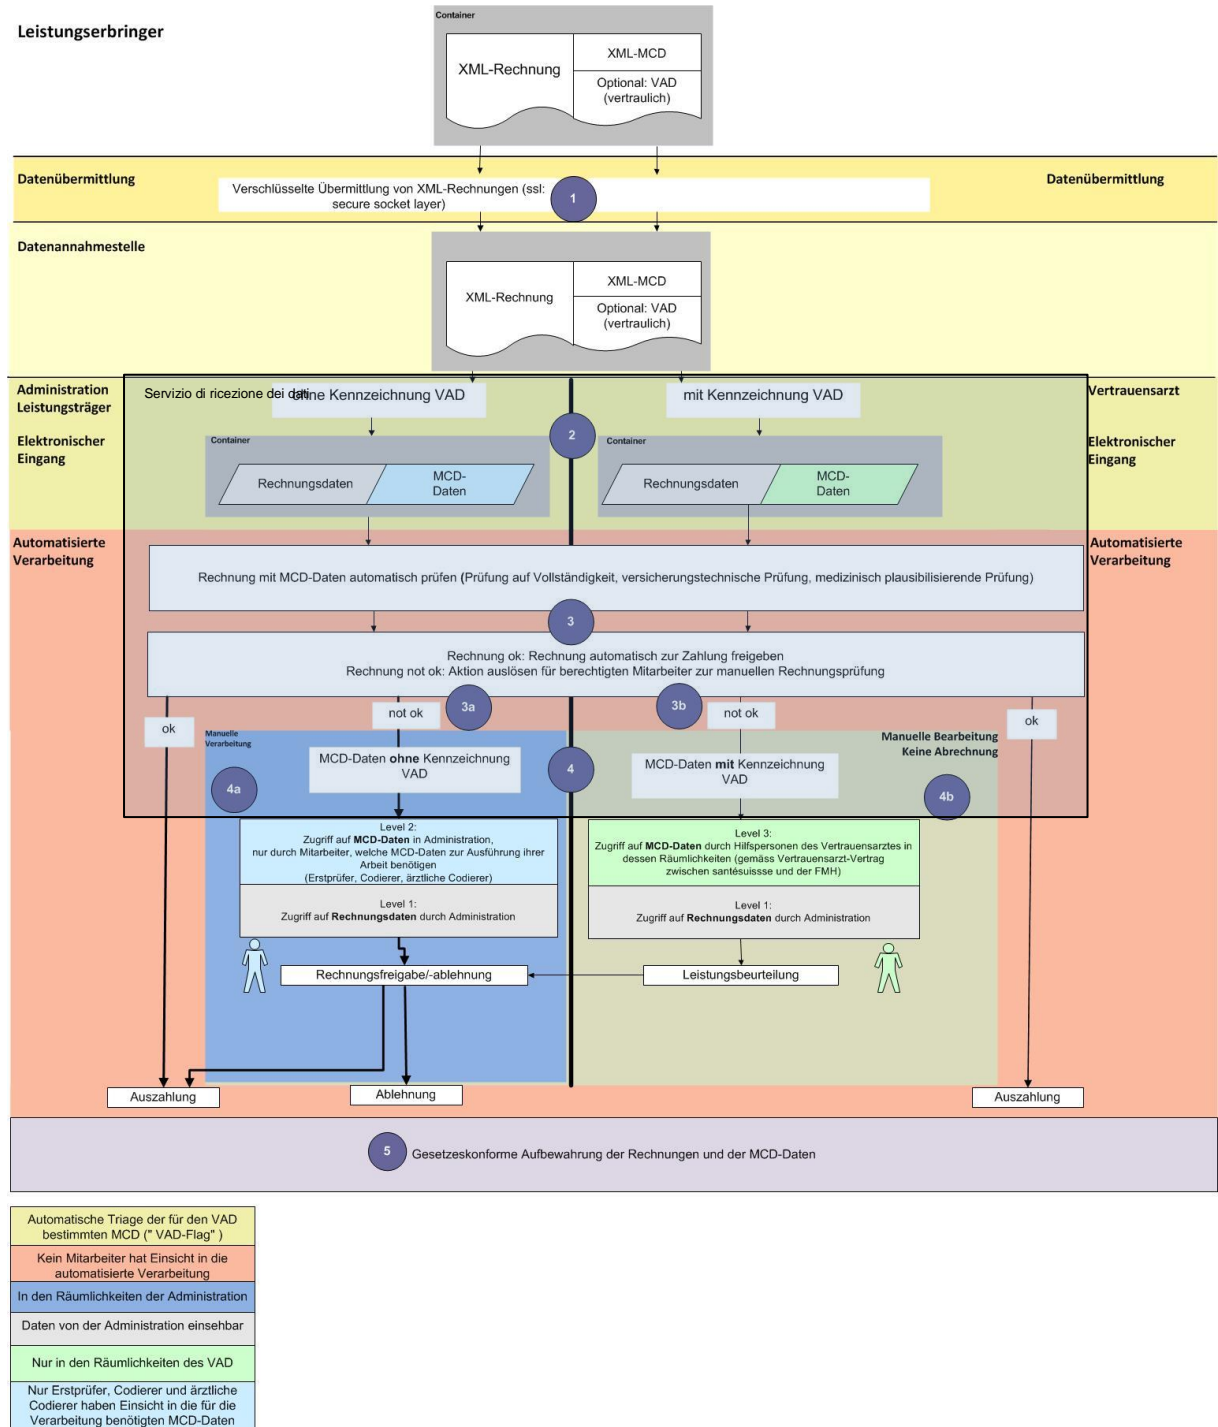 Leistungserbringer
Container
XML-Rechnung
XML-MCD
Optional: VAD
(vertraulich)
Datenübermittlung
Verschlüsselte Übermittlung von XML-Rechnungen (ssl:
secure socket layer)
1
Datenübermittlung
Datenannahmestelle
XML-Rechnung
XML-MCD
Optional: VAD
(vertraulich)
Administration
Leistungsträger
Servizio di ricezione dei dati
ohne Kennzeichnung VAD
mit Kennzeichnung VAD
Vertrauensarzt
Elektronischer
Eingang
2
Elektronischer
Eingang
Container
Rechnungsdaten
MCD-
Daten
Container
Rechnungsdaten
MCD-
Daten
Automatisierte
Verarbeitung
Automatisierte
Verarbeitung
Rechnung mit MCD-Daten automatisch prüfen (Prüfung auf Vollständigkeit, versicherungstechnische Prüfung, medizinisch plausibilisierende Prüfung)
3
Rechnung ok: Rechnung automatisch zur Zahlung freigeben
Rechnung not ok: Aktion auslösen für berechtigten Mitarbeiter zur manuellen Rechnungsprüfung
ok
not ok
3a
3b
not ok
ok
Manuelle
Verarbeitung
Manuelle Bearbeitung
Keine Abrechnung
MCD-Daten ohne Kennzeichnung
VAD
4
MCD-Daten mit Kennzeichnung
VAD
4a
4b
Level 2:
Zugriff auf MCD-Daten in Administration,
nur durch Mitarbeiter, welche MCD-Daten zur Ausführung ihrer
Arbeit benötigen
(Erstprüfer, Codierer, ärztliche Codierer)
Level 3:
Zugriff auf MCD-Daten durch Hilfspersonen des Vertrauensarztes in
dessen Räumlichkeiten (gemäss Vertrauensarzt-Vertrag
zwischen santésuissse und der FMH)
Level 1:
Zugriff auf Rechnungsdaten durch Administration
Level 1:
Zugriff auf Rechnungsdaten durch Administration
Rechnungsfreigabe/-ablehnung
Leistungsbeurteilung
Auszahlung
Ablehnung
Auszahlung
5
Gesetzeskonforme Aufbewahrung der Rechnungen und der MCD-Daten
Automatische Triage der für den VAD
bestimmten MCD (" VAD-Flag" )
Kein Mitarbeiter hat Einsicht in die
automatisierte Verarbeitung
In den Räumlichkeiten der Administration
Daten von der Administration einsehbar
Nur in den Räumlichkeiten des VAD
Nur Erstprüfer, Codierer und ärztliche
Codierer haben Einsicht in die für die
Verarbeitung benötigten MCD-Daten